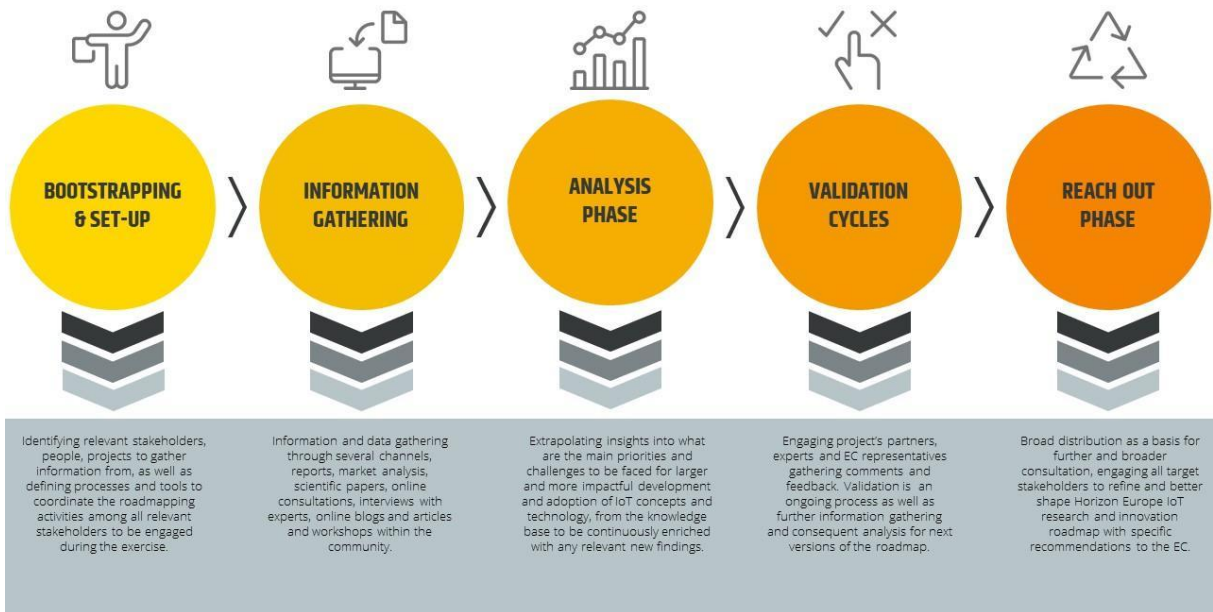 BOOTSTRAPPING
& SET-UP
INFORMATION
GATHERING
ANALYSIS
PHASE
VALIDATION
CYCLES
REACH OUT
PHASE
Identifying relevant stakeholders,
people, projects to gather
information from, as well as
defining processes and tools to
coordinate the roadmapping
activities among all relevant
stakeholders to be engaged
during the exercise.
Information and data gathering
through several channels,
reports, market analysis,
scientific papers, online
consultations, interviews with
experts, online blogs and articles
and workshops within the
community.
Extrapolating insights into what
are the main priorities and
challenges to be faced for larger
and more impactful development
and adoption of IoT concepts and
technology, from the knowledge
base to be continuously enriched
with any relevant new findings.
Engaging project's partners,
experts and EC representatives
gathering comments and
feedback. Validation is an
ongoing process as well as
further information gathering
and consequent analysis for next
versions of the roadmap.
Broad distribution as a basis for
further and broader
consultation, engaging all target
stakeholders to refine and better
shape Horizon Europe IoT
research and innovation
roadmap with specific
recommendations to the EC.